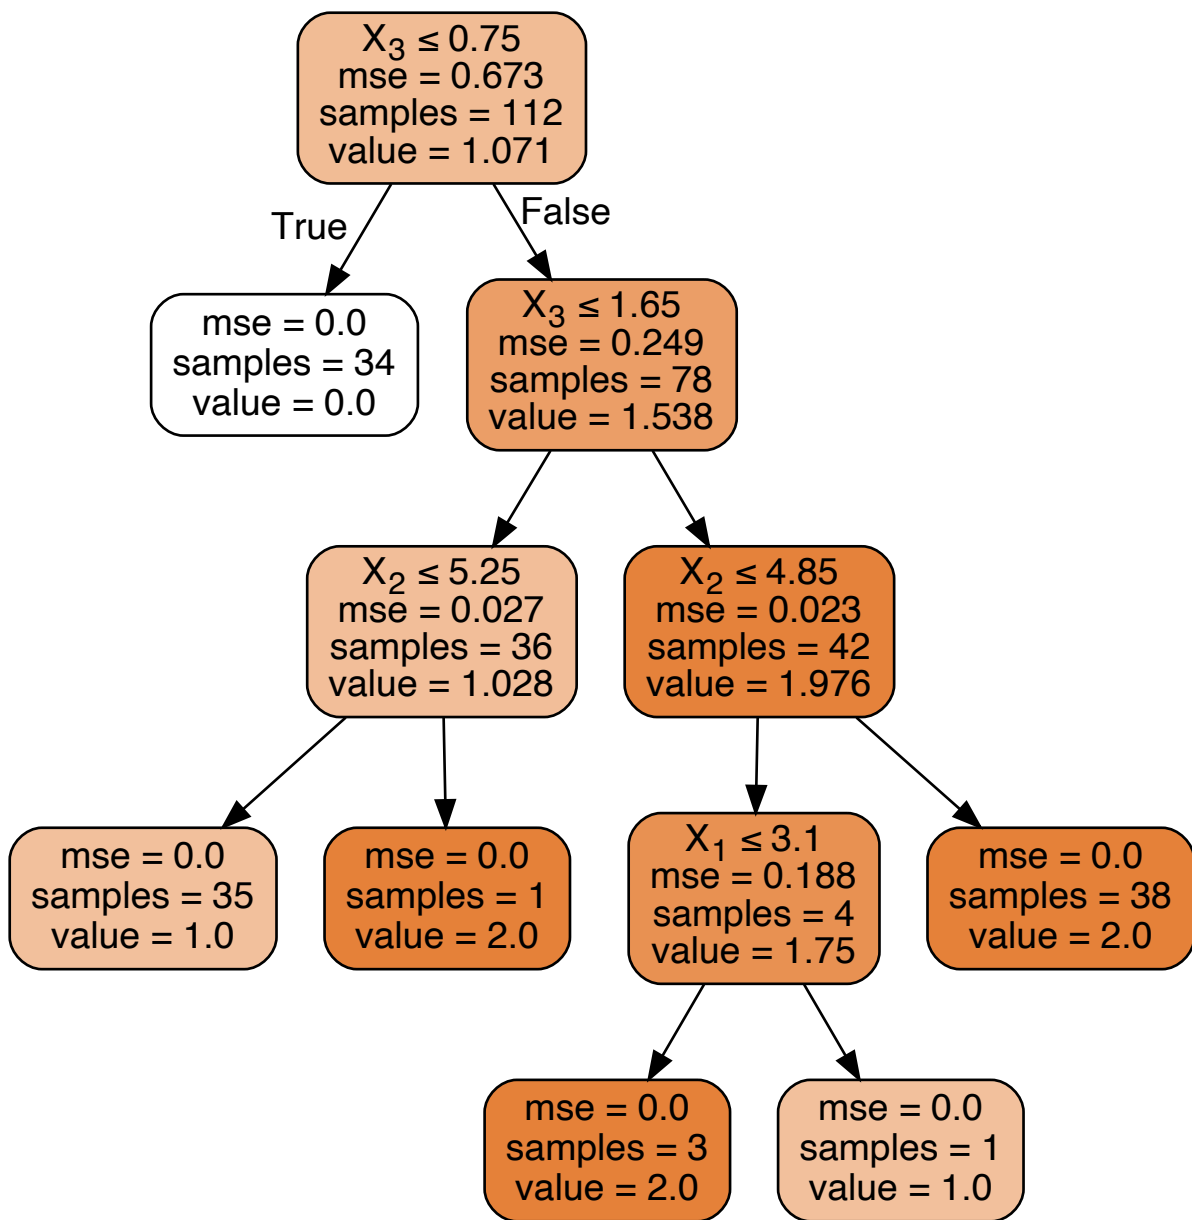 X₃ ≤ 0.75
mse = 0.673
samples = 112
value = 1.071
True
False
mse = 0.0
samples = 34
value = 0.0
X₃ ≤ 1.65
mse = 0.249
samples = 78
value = 1.538
X₂ ≤ 5.25
mse = 0.027
samples = 36
value = 1.028
X₂ ≤ 4.85
mse = 0.023
samples = 42
value = 1.976
mse = 0.0
samples = 35
value = 1.0
mse = 0.0
samples = 1
value = 2.0
X₁ ≤ 3.1
mse = 0.188
samples = 4
value = 1.75
mse = 0.0
samples = 38
value = 2.0
mse = 0.0
samples = 3
value = 2.0
mse = 0.0
samples = 1
value = 1.0